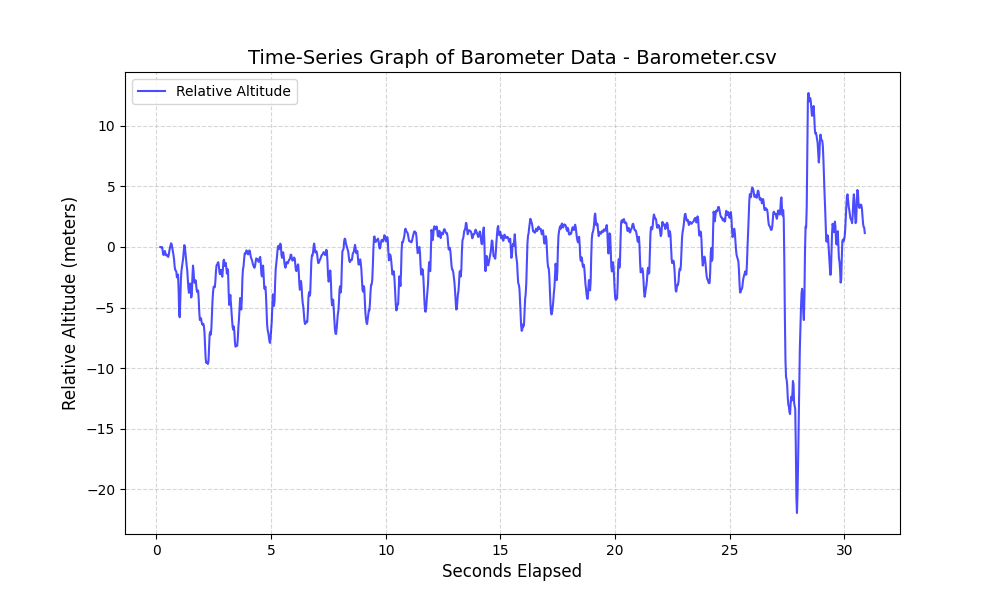 Time-Series Graph of Barometer Data - Barometer.csv
Relative Altitude
10
5
0
−5
−10
−15
−20
Relative Altitude (meters)
0 5 10 15 20 25 30
Seconds Elapsed